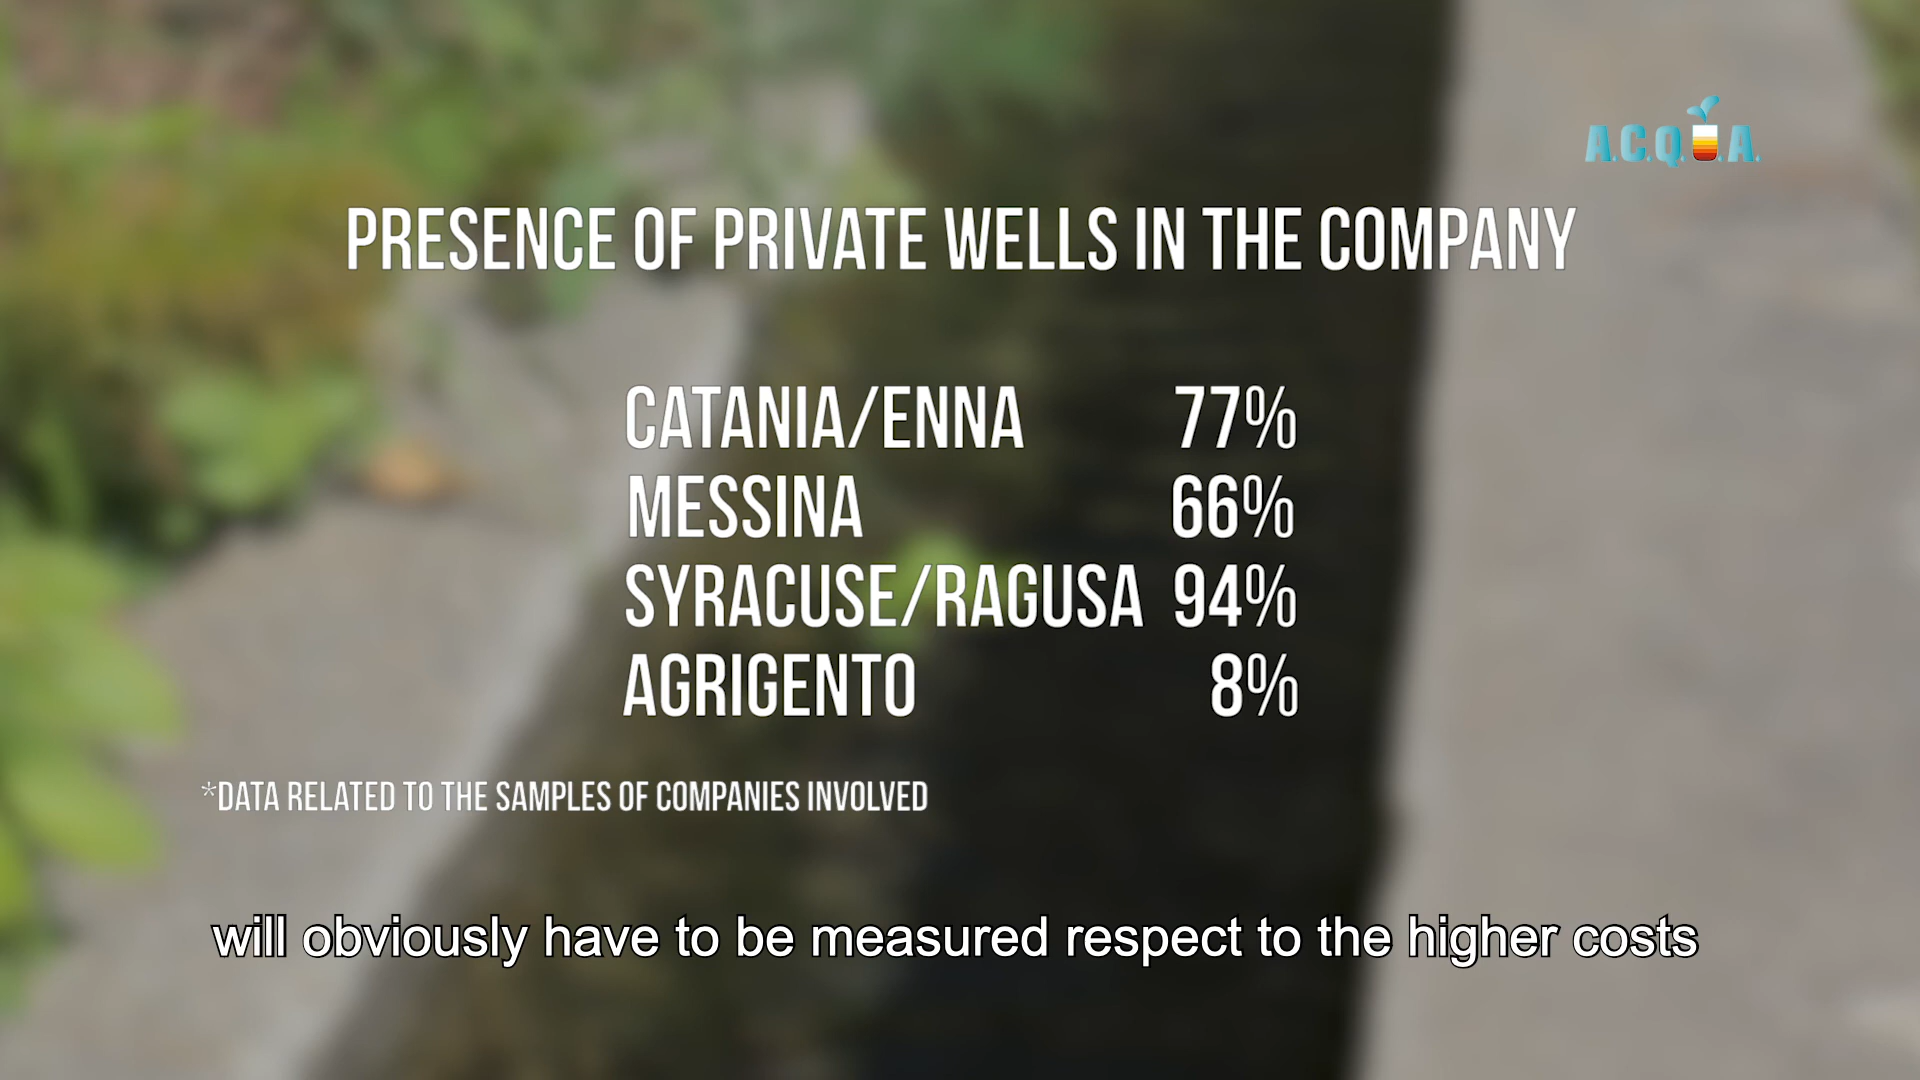 A.C.Q.U.A.
PRESENCE OF PRIVATE WELLS IN THE COMPANY
CATANIA/ENNA 77%
MESSINA 66%
SYRACUSE/RAGUSA 94%
AGRIGENTO 8%
*DATA RELATED TO THE SAMPLES OF COMPANIES INVOLVED
will obviously have to be measured respect to the higher costs